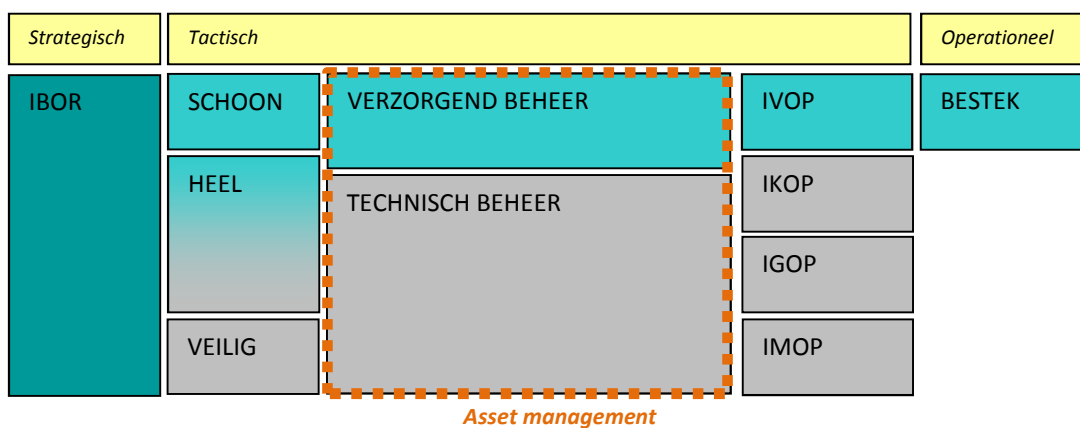 Strategisch
Tactisch
Operationeel
IBOR
SCHOON
VERZORGEND BEHEER
IVOP
BESTEK
HEEL
TECHNISCH BEHEER
IKOP
IGOP
VEILIG
IMOP
Asset management